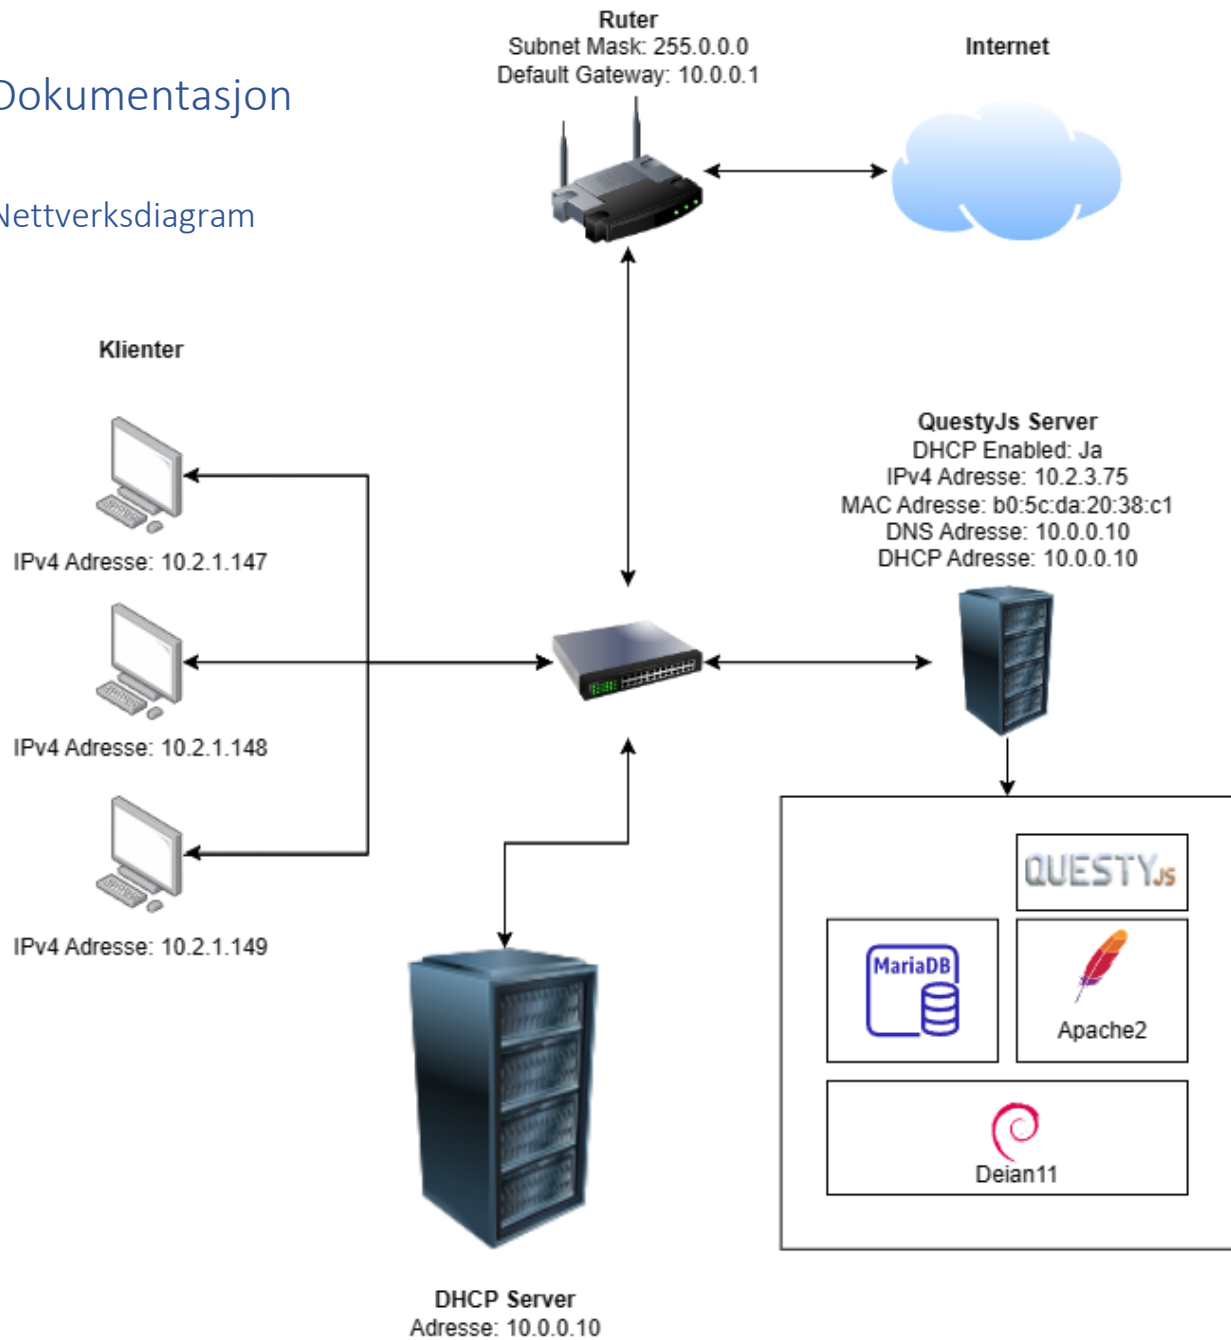 Dokumentasjon
Nettverksdiagram
Ruter
Subnet Mask: 255.0.0.0
Default Gateway: 10.0.0.1
Internet
Klienter
IPv4 Adresse: 10.2.1.147
IPv4 Adresse: 10.2.1.148
IPv4 Adresse: 10.2.1.149
QuestyJs Server
DHCP Enabled: Ja
IPv4 Adresse: 10.2.3.75
MAC Adresse: b0:5c:da:20:38:c1
DNS Adresse: 10.0.0.10
DHCP Adresse: 10.0.0.10
QUESTYJS
MariaDB
Apache2
Deian11
DHCP Server
Adresse: 10.0.0.10